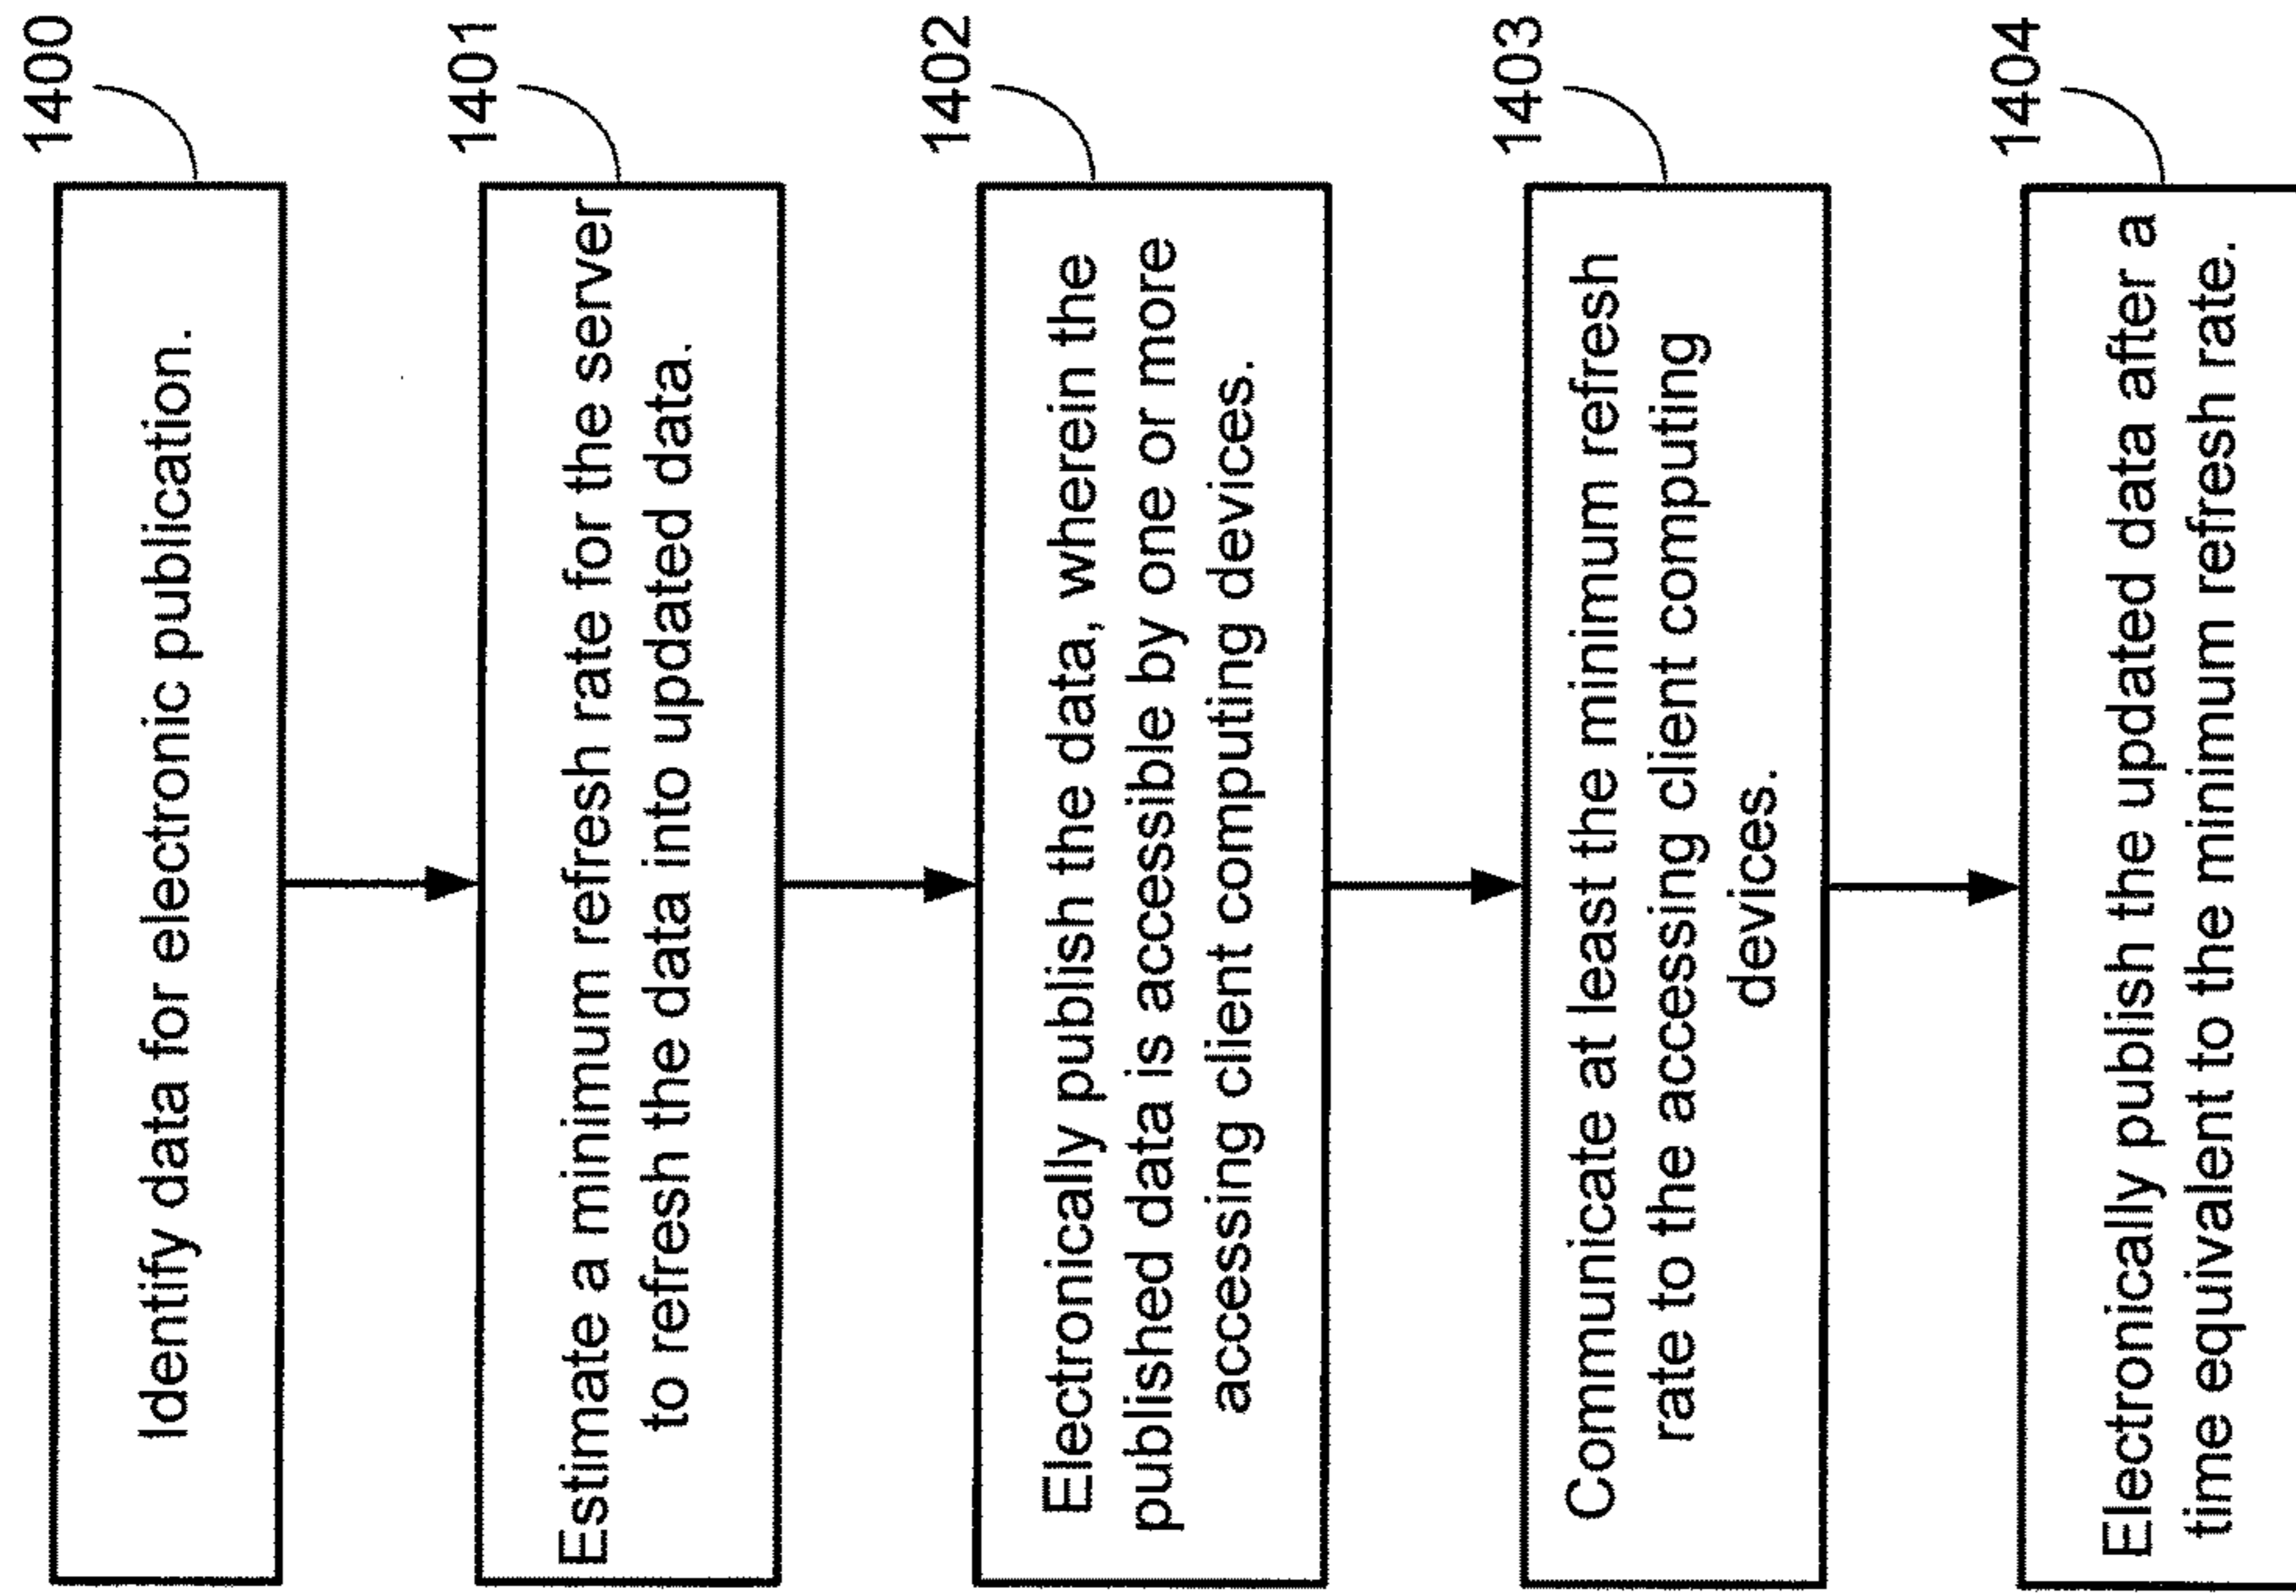 1400
Identify data for electronic publication.
1401
Estimate a minimum refresh rate for the server
to refresh the data into updated data.
1402
Electronically publish the data, wherein the
published data is accessible by one or more
accessing client computing devices.
1403
Communicate at least the minimum refresh
rate to the accessing client computing
devices.
1404
Electronically publish the updated data after a
time equivalent to the minimum refresh rate.